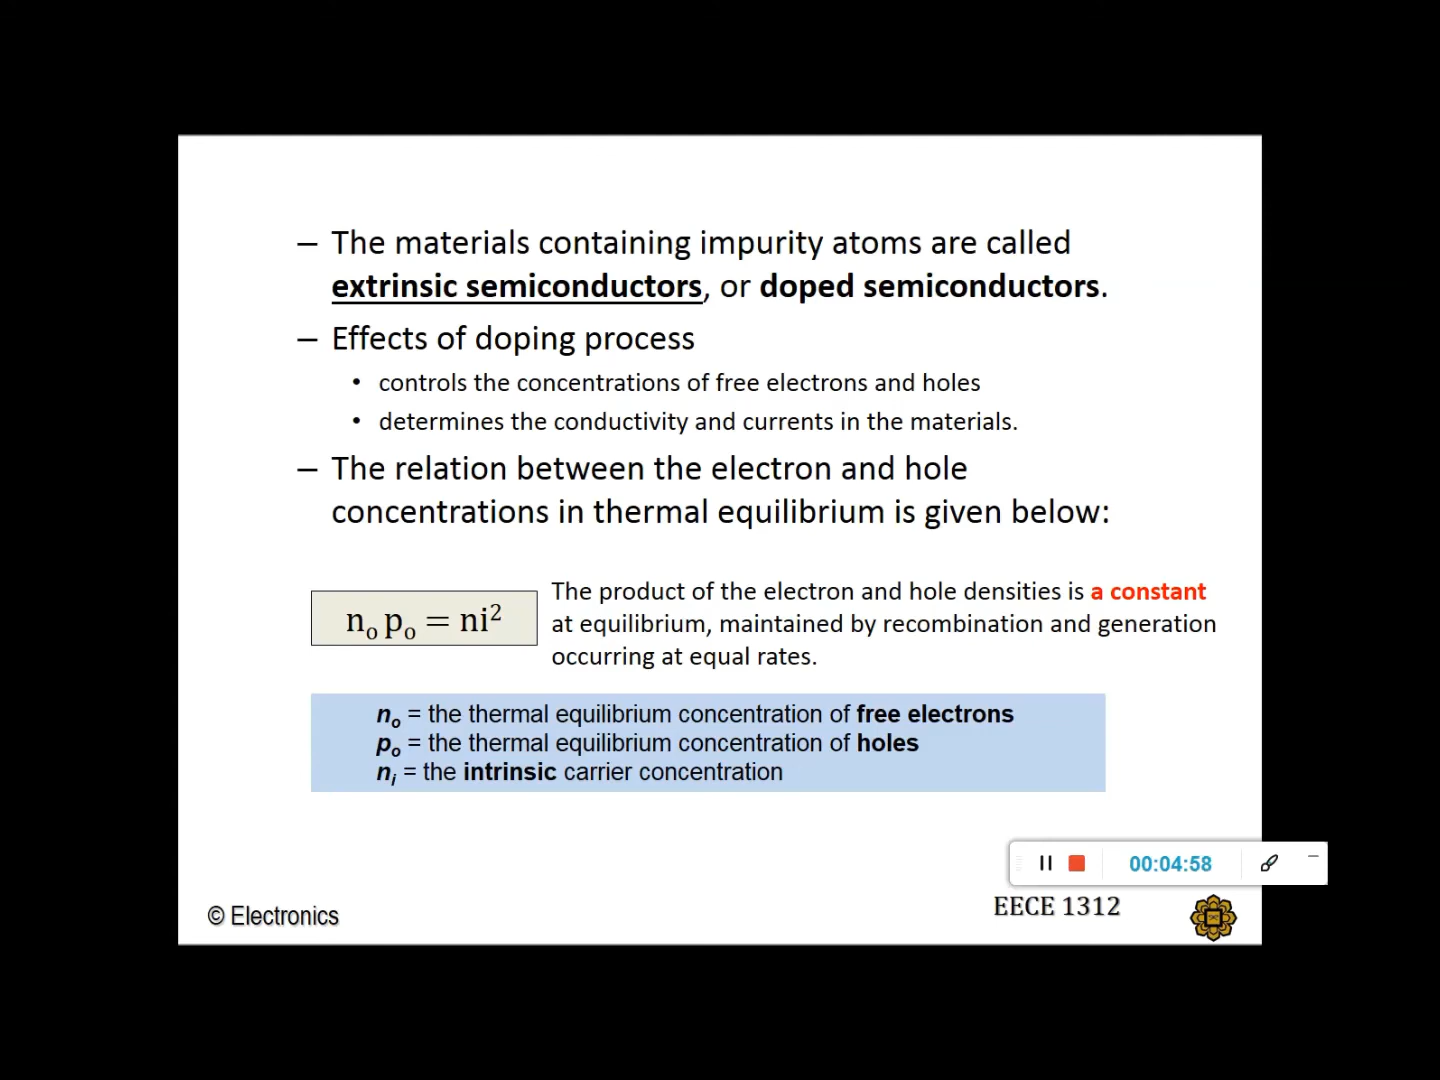 – The materials containing impurity atoms are called
extrinsic semiconductors, or doped semiconductors.
– Effects of doping process
• controls the concentrations of free electrons and holes
• determines the conductivity and currents in the materials.
– The relation between the electron and hole
concentrations in thermal equilibrium is given below:
n₀ p₀ = ni²
The product of the electron and hole densities is a constant
at equilibrium, maintained by recombination and generation
occurring at equal rates.
nₒ = the thermal equilibrium concentration of free electrons
pₒ = the thermal equilibrium concentration of holes
nᵢ = the intrinsic carrier concentration
00:04:58
© Electronics
EECE 1312